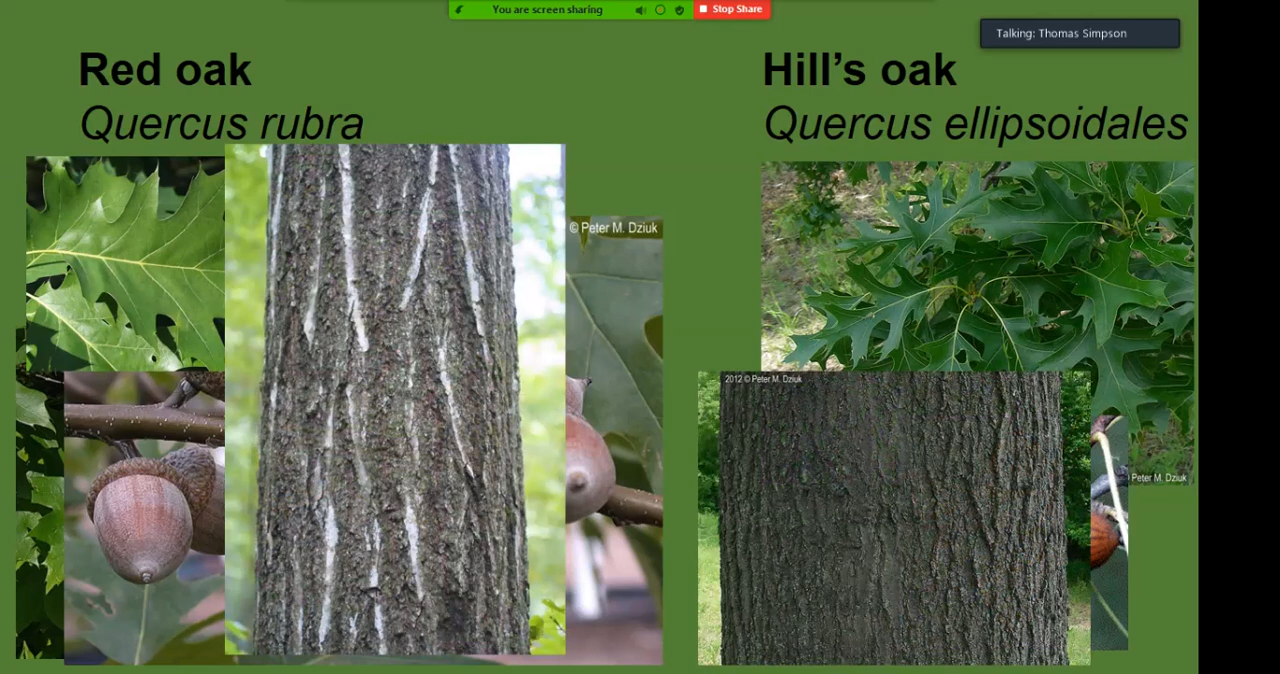 You are screen sharing
Stop Share
Talking: Thomas Simpson
Red oak
Quercus rubra
Hill’s oak
Quercus ellipsoidales
© Peter M. Dziuk
2012 © Peter M. Dziuk
Peter M. Dziuk